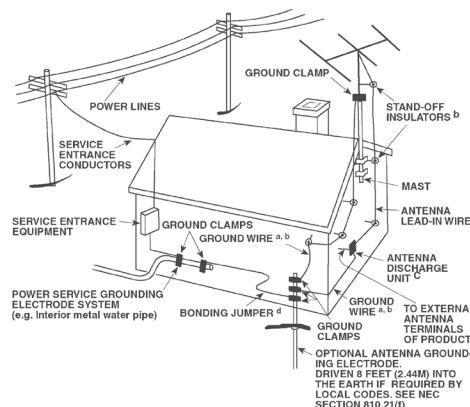 GROUND CLAMP
POWER LINES
STAND-OFF
INSULATORS b
SERVICE
ENTRANCE
CONDUCTORS
MAST
ANTENNA
LEAD-IN WIRE
SERVICE ENTRANCE
EQUIPMENT
GROUND CLAMPS
GROUND WIRE a, b
ANTENNA
DISCHARGE
UNIT C
POWER SERVICE GROUNDING
ELECTRODE SYSTEM
(e.g. Interior metal water pipe)
BONDING JUMPER d
GROUND
WIRE a, b
GROUND
CLAMPS
TO EXTERNA
ANTENNA
TERMINALS
OF PRODUCT
OPTIONAL ANTENNA GROUND-
ING ELECTRODE.
DRIVEN 8 FEET (2.44M) INTO
THE EARTH IF REQUIRED BY
LOCAL CODES. SEE NEC
SECTION 810.21(f).